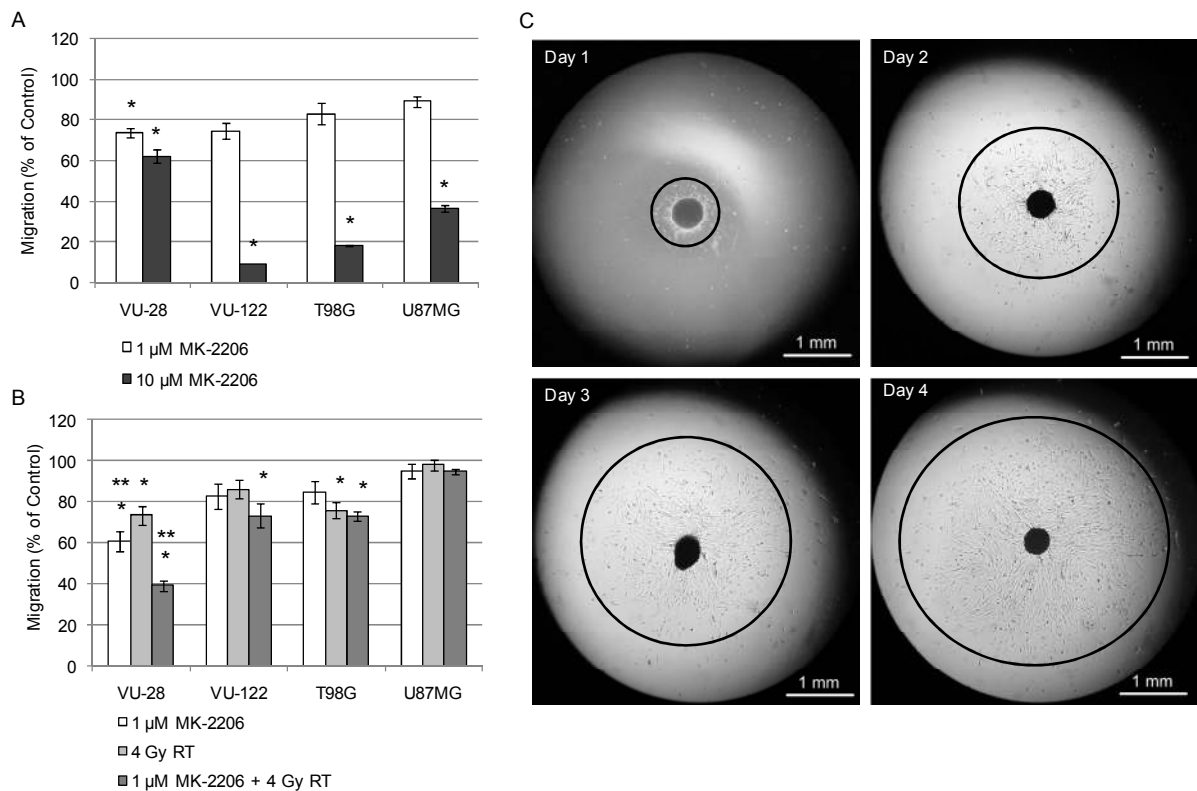 A
Migration (% of Control)
120
100
80
60
40
20
0
* * * * *
VU-28 VU-122 T98G U87MG
1 µM MK-2206
10 µM MK-2206
B
Migration (% of Control)
120
100
80
60
40
20
0
** * * ** * * * *
VU-28 VU-122 T98G U87MG
1 µM MK-2206
4 Gy RT
1 µM MK-2206 + 4 Gy RT
C
Day 1
1 mm
Day 2
1 mm
Day 3
1 mm
Day 4
1 mm